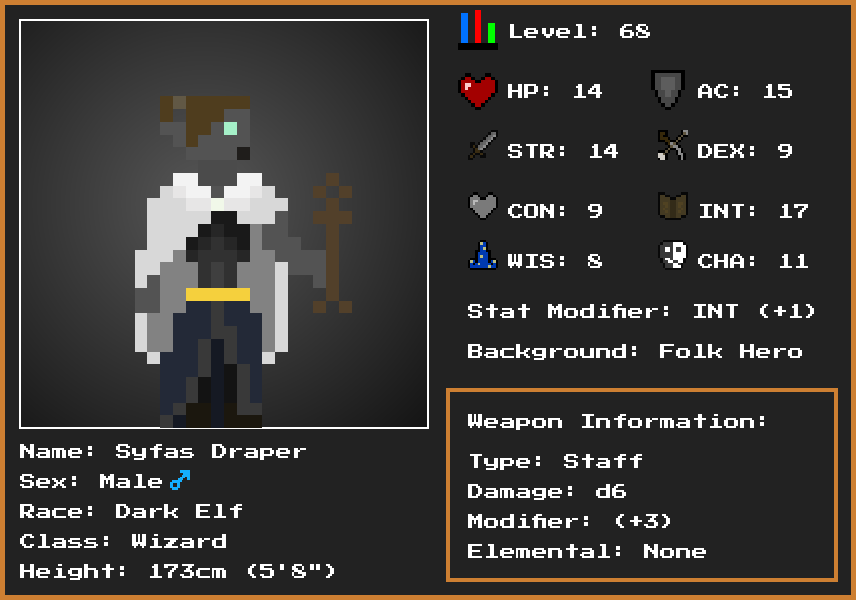 Level: 68
HP: 14
AC: 15
STR: 14
DEX: 9
CON: 9
INT: 17
WIS: 8
CHA: 11
Stat Modifier: INT (+1)
Background: Folk Hero
Weapon Information:
Type: Staff
Damage: d6
Modifier: (+3)
Elemental: None
Name: Syfas Draper
Sex: Male♂
Race: Dark Elf
Class: Wizard
Height: 173cm (5'8")